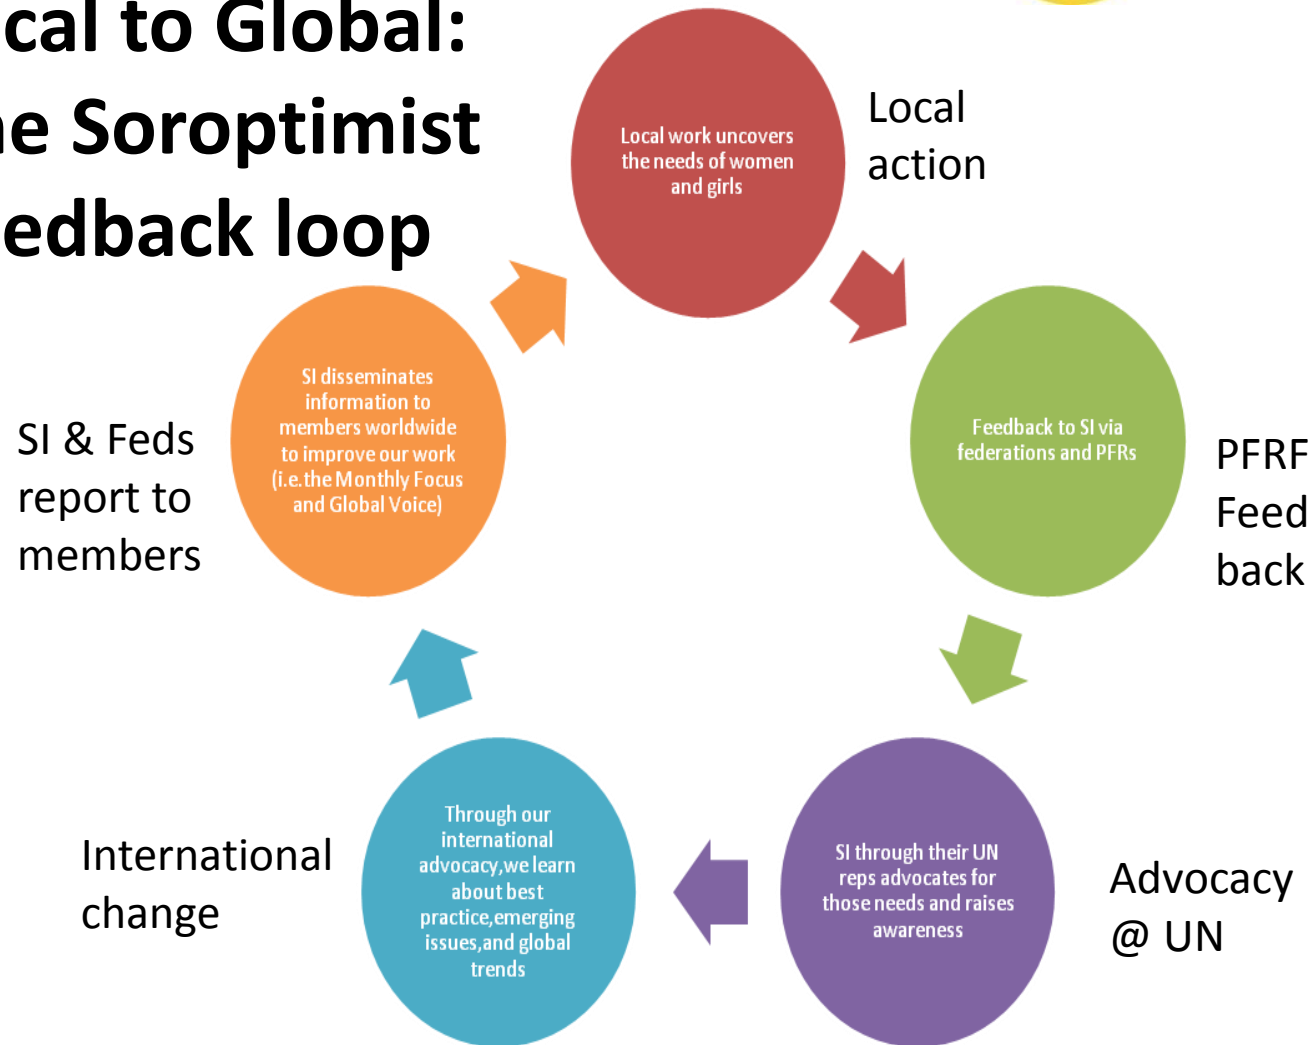 cal to Global:
ne Soroptimist
edback loop
Local work uncovers
the needs of women
and girls
Local
action
Feedback to SI via
federations and PFRs
PFRF
Feed
back
SI through their UN
reps advocates for
those needs and raises
awareness
Advocacy
@ UN
Through our
international
advocacy,we learn
about best
practice,emerging
issues,and global
trends
International
change
SI disseminates
information to
members worldwide
to improve our work
(i.e.the Monthly Focus
and Global Voice)
SI & Feds
report to
members